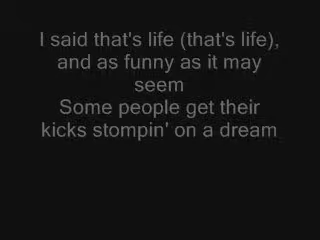 I said that's life (that's life),
and as funny as it may
seem
Some people get their
kicks stompin' on a dream